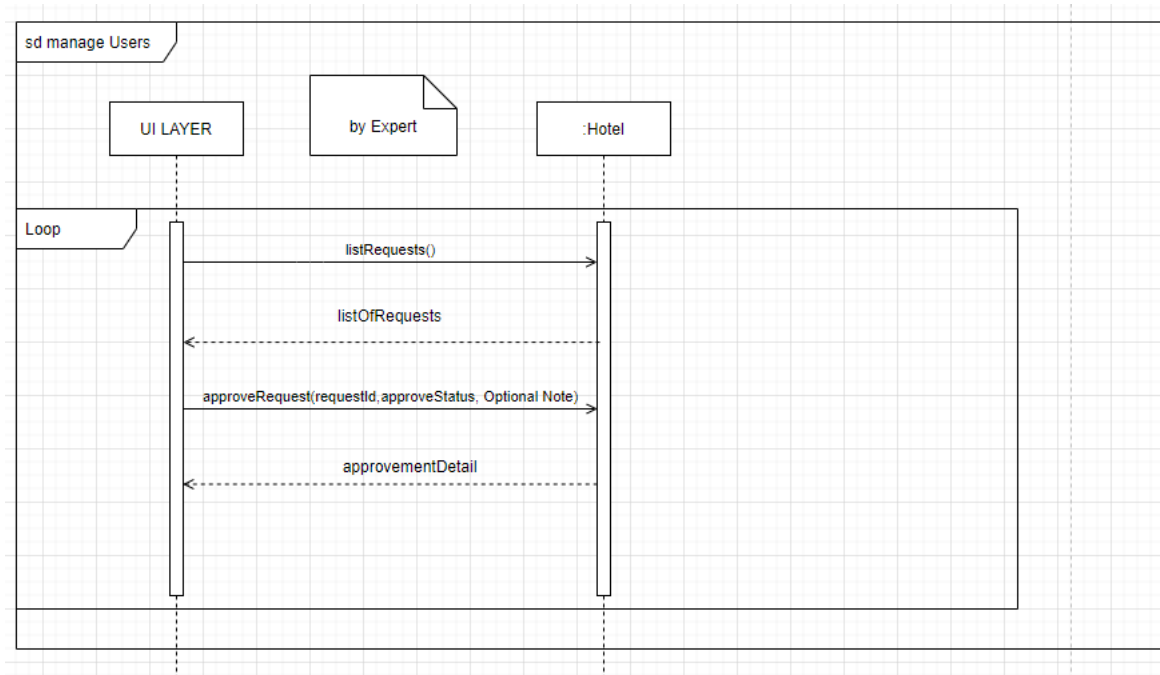 sd manage Users
UI LAYER
by Expert
:Hotel
Loop
listRequests()
listOfRequests
approveRequest(requestId,approveStatus, Optional Note)
approvementDetail